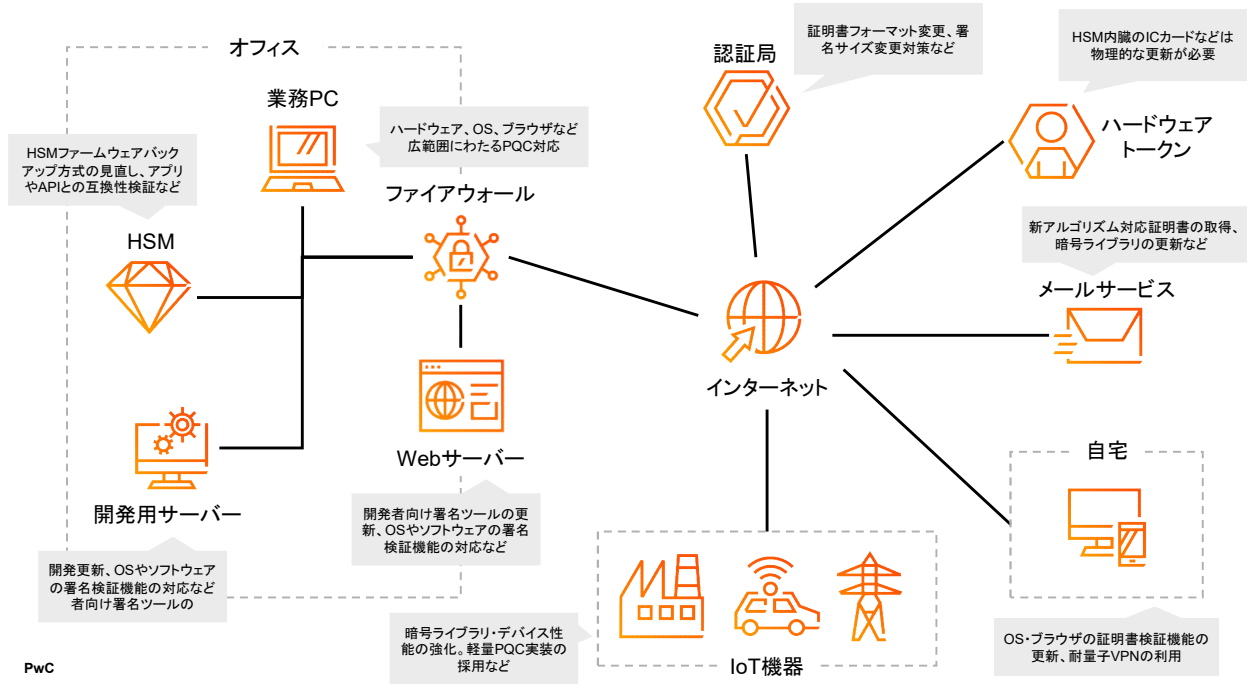 オフィス
業務PC
ハードウェア、OS、ブラウザなど
広範囲にわたるPQC対応
HSMファームウェアバック
アップ方式の見直し、アプリ
やAPIとの互換性検証など
HSM
ファイアウォール
開発用サーバー
開発更新、OSやソフトウェア
の署名検証機能の対応など
者向け署名ツールの
Webサーバー
開発者向け署名ツールの更
新、OSやソフトウェアの署名
検証機能の対応など
認証局
証明書フォーマット変更、署
名サイズ変更対策など
HSM内臓のICカードなどは
物理的な更新が必要
ハードウェア
トークン
新アルゴリズム対応証明書の取得、
暗号ライブラリの更新など
メールサービス
インターネット
自宅
OS・ブラウザの証明書検証機能の
更新、耐量子VPNの利用
暗号ライブラリ・デバイス性
能の強化。軽量PQC実装の
採用など
IoT機器
PwC